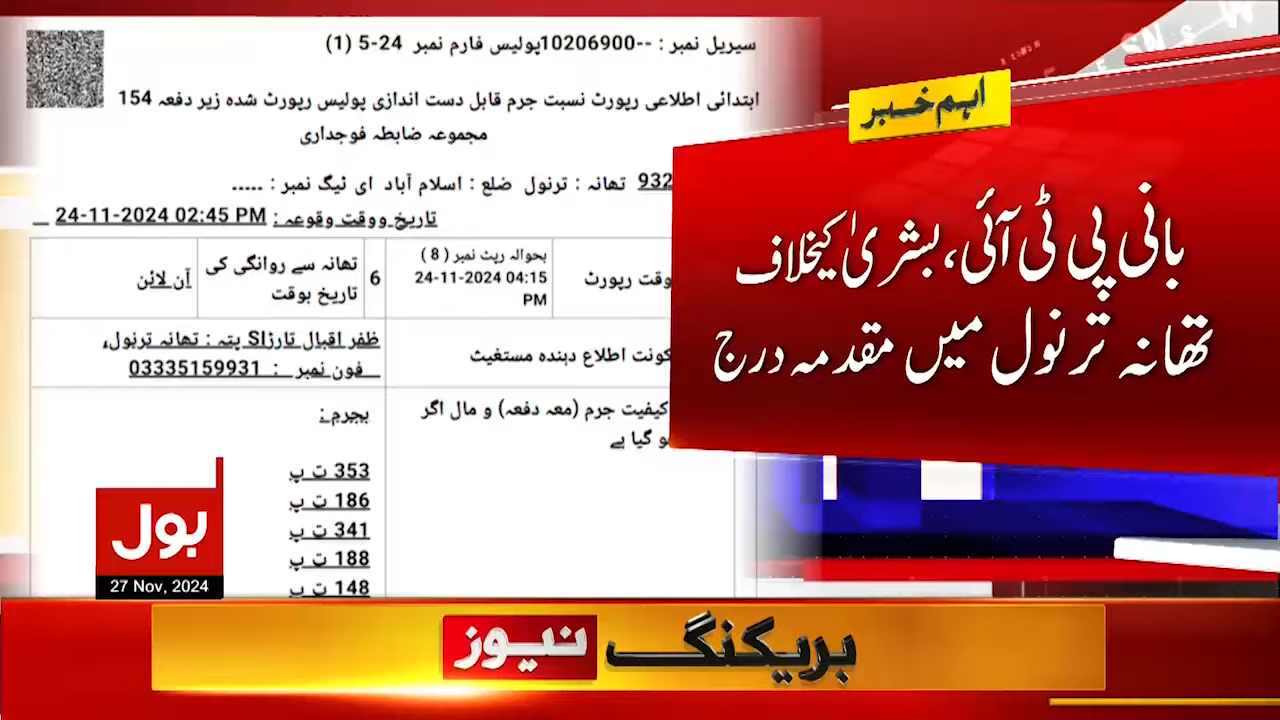 سیریل نمبر : --10206900پولیس فارم نمبر 24-5 (1)
ابتدائی اطلاعی رپورٹ نسبت جرم قابل دست اندازی پولیس رپورٹ شدہ زیر دفعہ 154
مجموعہ ضابطہ فوجداری
932 تھانہ : ترنول ضلع : اسلام آباد ای ٹیگ نمبر : .....
تاریخ ووقت وقوعہ : 24-11-2024 02:45 PM
وقت رپورٹ
بحوالہ رپٹ نمبر ( 8 )
24-11-2024 04:15
PM
6
تھانہ سے روانگی کی
تاریخ بوقت
آن لائن
کونت اطلاع دہندہ مستغیث
ظفر اقبال تارڑSI پتہ : تھانہ ترنول،
فون نمبر : 03335159931
کیفیت جرم (معہ دفعہ) و مال اگر
و گیا ہے
بجرم :
353 ت پ
186 ت پ
341 ت پ
188 ت پ
148 ت پ
اہم خبر
بانی پی ٹی آئی، بشریٰ کیخلاف
تھانہ ترنول میں مقدمہ درج
بول
27 Nov, 2024
بریکنگ نیوز